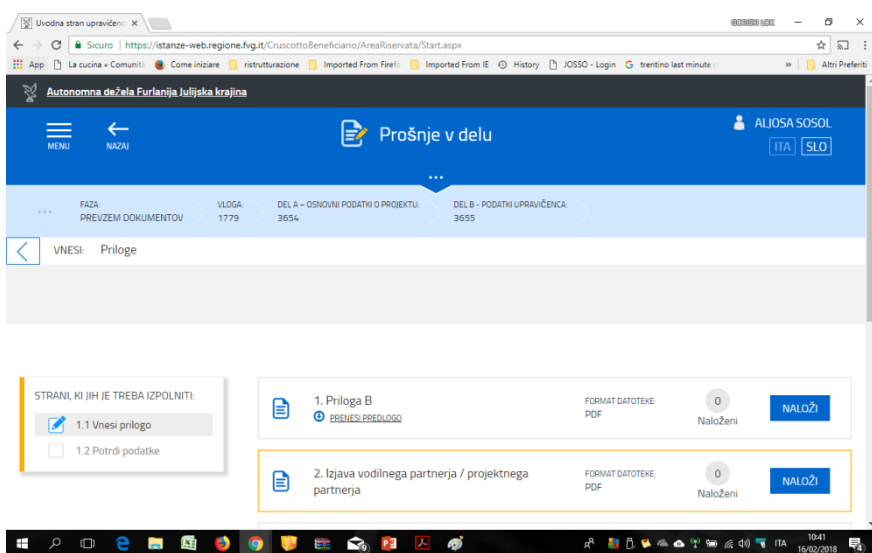 Uvodna stran upravičenc
Sicuro | https://istanze-web.regione.fvg.it/CruscottoBeneficiario/AreaRiservata/Start.aspx
App La cucina « Comunit Come iniziare ristrutturazione Imported From Firef Imported From IE History JOSSO - Login trentino last minute » Altri Preferiti
Autonomna dežela Furlanija Julijska krajina
MENU NAZAJ Prošnje v delu ALJOSA SOSOL
ITA SLO
FAZA: VLOGA: DEL A – OSNOVNI PODATKI O PROJEKTU: DEL B - PODATKI UPRAVIČENCA:
PREVZEM DOKUMENTOV 1779 3654 3655
VNESI: Priloge
STRANI, KI JIH JE TREBA IZPOLNITI:
1.1 Vnesi prilogo
1.2 Potrdi podatke
1. Priloga B
PRENESI PREDLOGO
FORMAT DATOTEKE:
PDF
0
Naloženi
NALOŽI
2. Izjava vodilnega partnerja / projektnega
partnerja
FORMAT DATOTEKE:
PDF
0
Naloženi
NALOŽI
ITA 10:41
16/02/2018